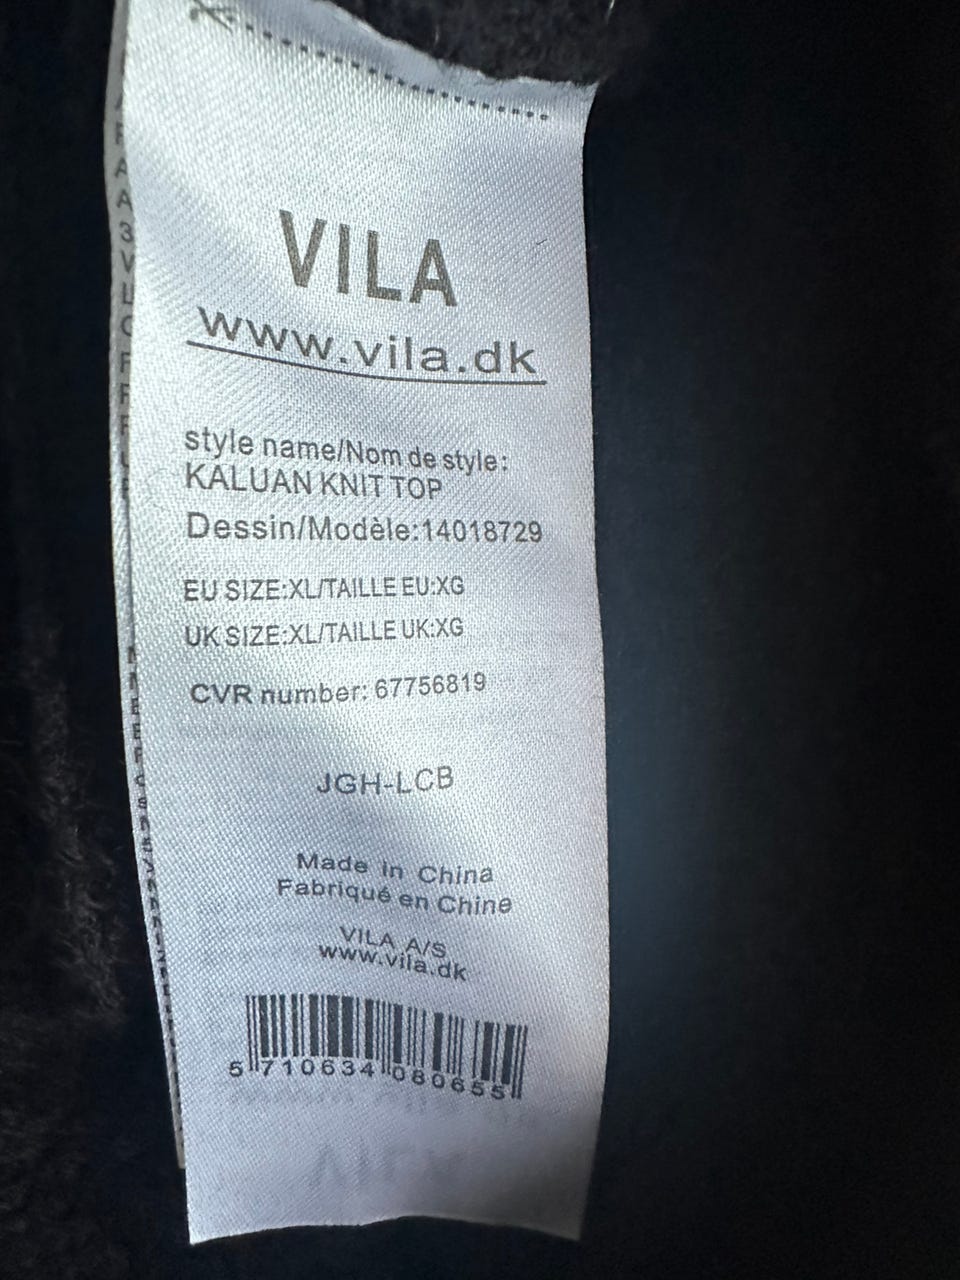 VILA
www.vila.dk
style name/Nom de style:
KALUAN KNIT TOP
Dessin/Modèle:14018729
EU SIZE:XL/TAILLE EU:XG
UK SIZE:XL/TAILLE UK:XG
CVR number: 67756819
JGH-LCB
Made in China
Fabriqué en Chine
VILA A/S
www.vila.dk
5 710634 080655